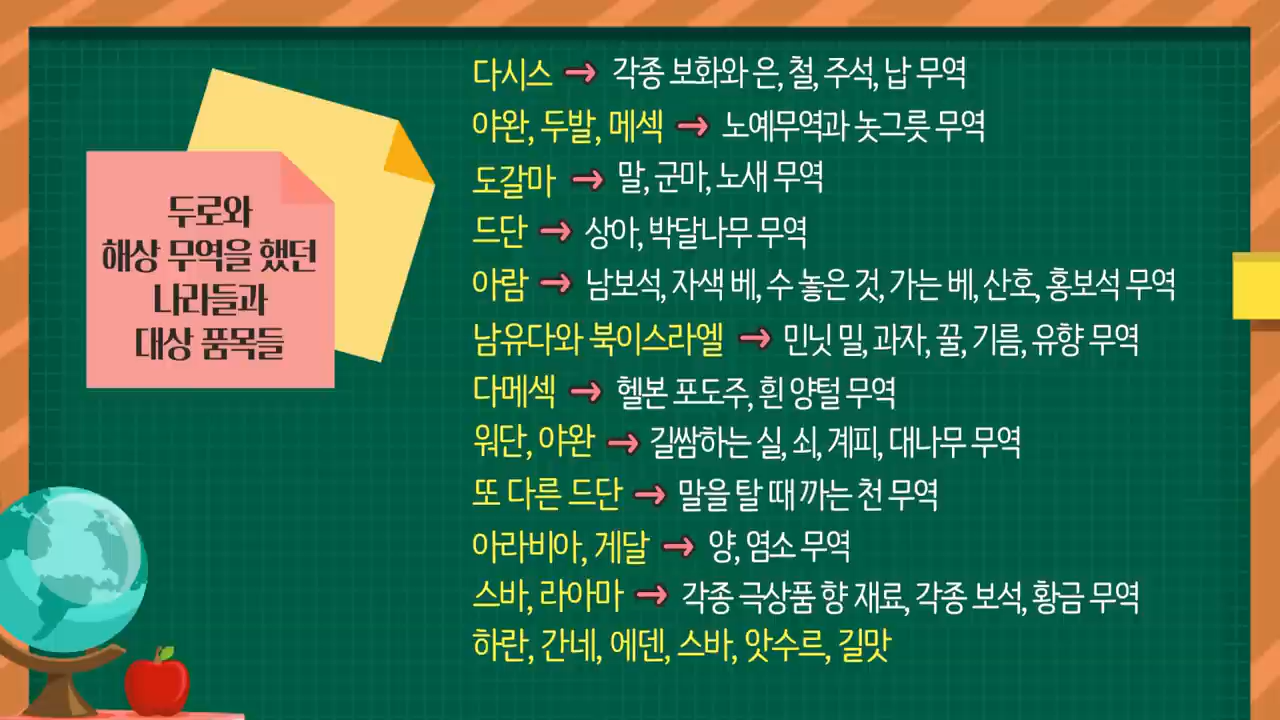 두로와
해상 무역을 했던
나라들과
대상 품목들
다시스 → 각종 보화와 은, 철, 주석, 납 무역
야완, 두발, 메섹 → 노예무역과 놋그릇 무역
도갈마 → 말, 군마, 노새 무역
드단 → 상아, 박달나무 무역
아람 → 남보석, 자색 베, 수 놓은 것, 가는 베, 산호, 홍보석 무역
남유다와 북이스라엘 → 민닛 밀, 과자, 꿀, 기름, 유향 무역
다메섹 → 헬본 포도주, 흰 양털 무역
워단, 야완 → 길쌈하는 실, 쇠, 계피, 대나무 무역
또 다른 드단 → 말을 탈 때 까는 천 무역
아라비아, 게달 → 양, 염소 무역
스바, 라아마 → 각종 극상품 향 재료, 각종 보석, 황금 무역
하란, 간네, 에덴, 스바, 앗수르, 길맛